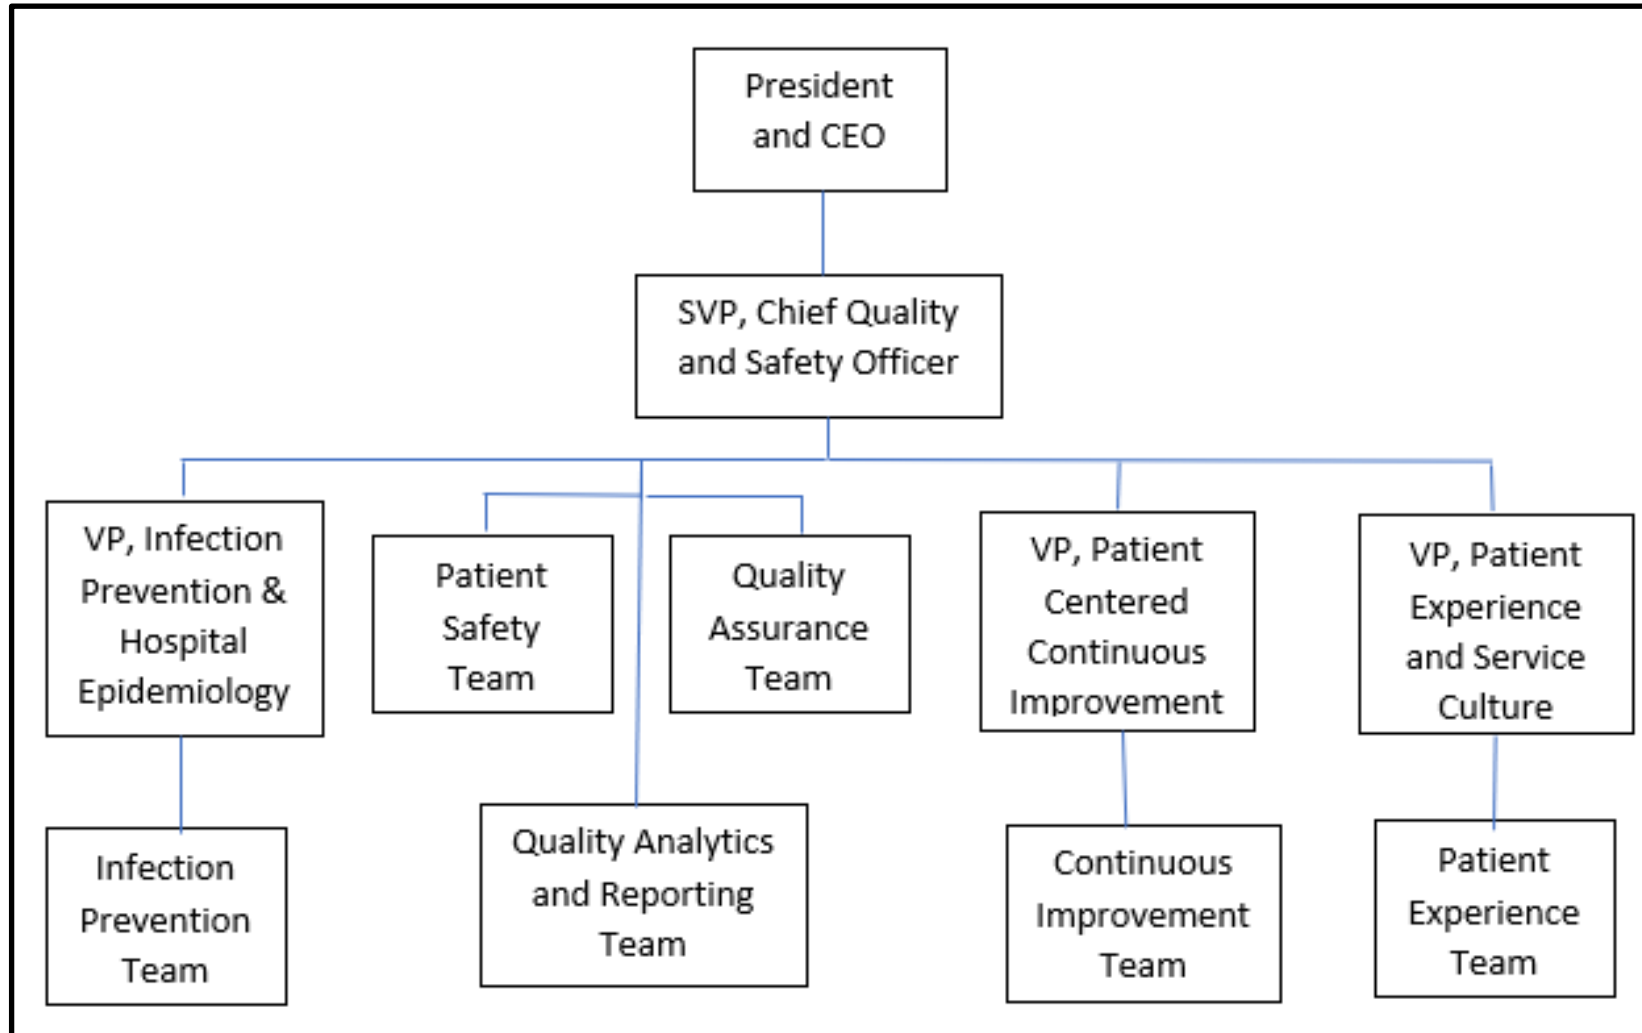 President
and CEO
SVP, Chief Quality
and Safety Officer
VP, Infection
Prevention &
Hospital
Epidemiology
Patient
Safety
Team
Quality
Assurance
Team
VP, Patient
Centered
Continuous
Improvement
VP, Patient
Experience
and Service
Culture
Infection
Prevention
Team
Quality Analytics
and Reporting
Team
Continuous
Improvement
Team
Patient
Experience
Team